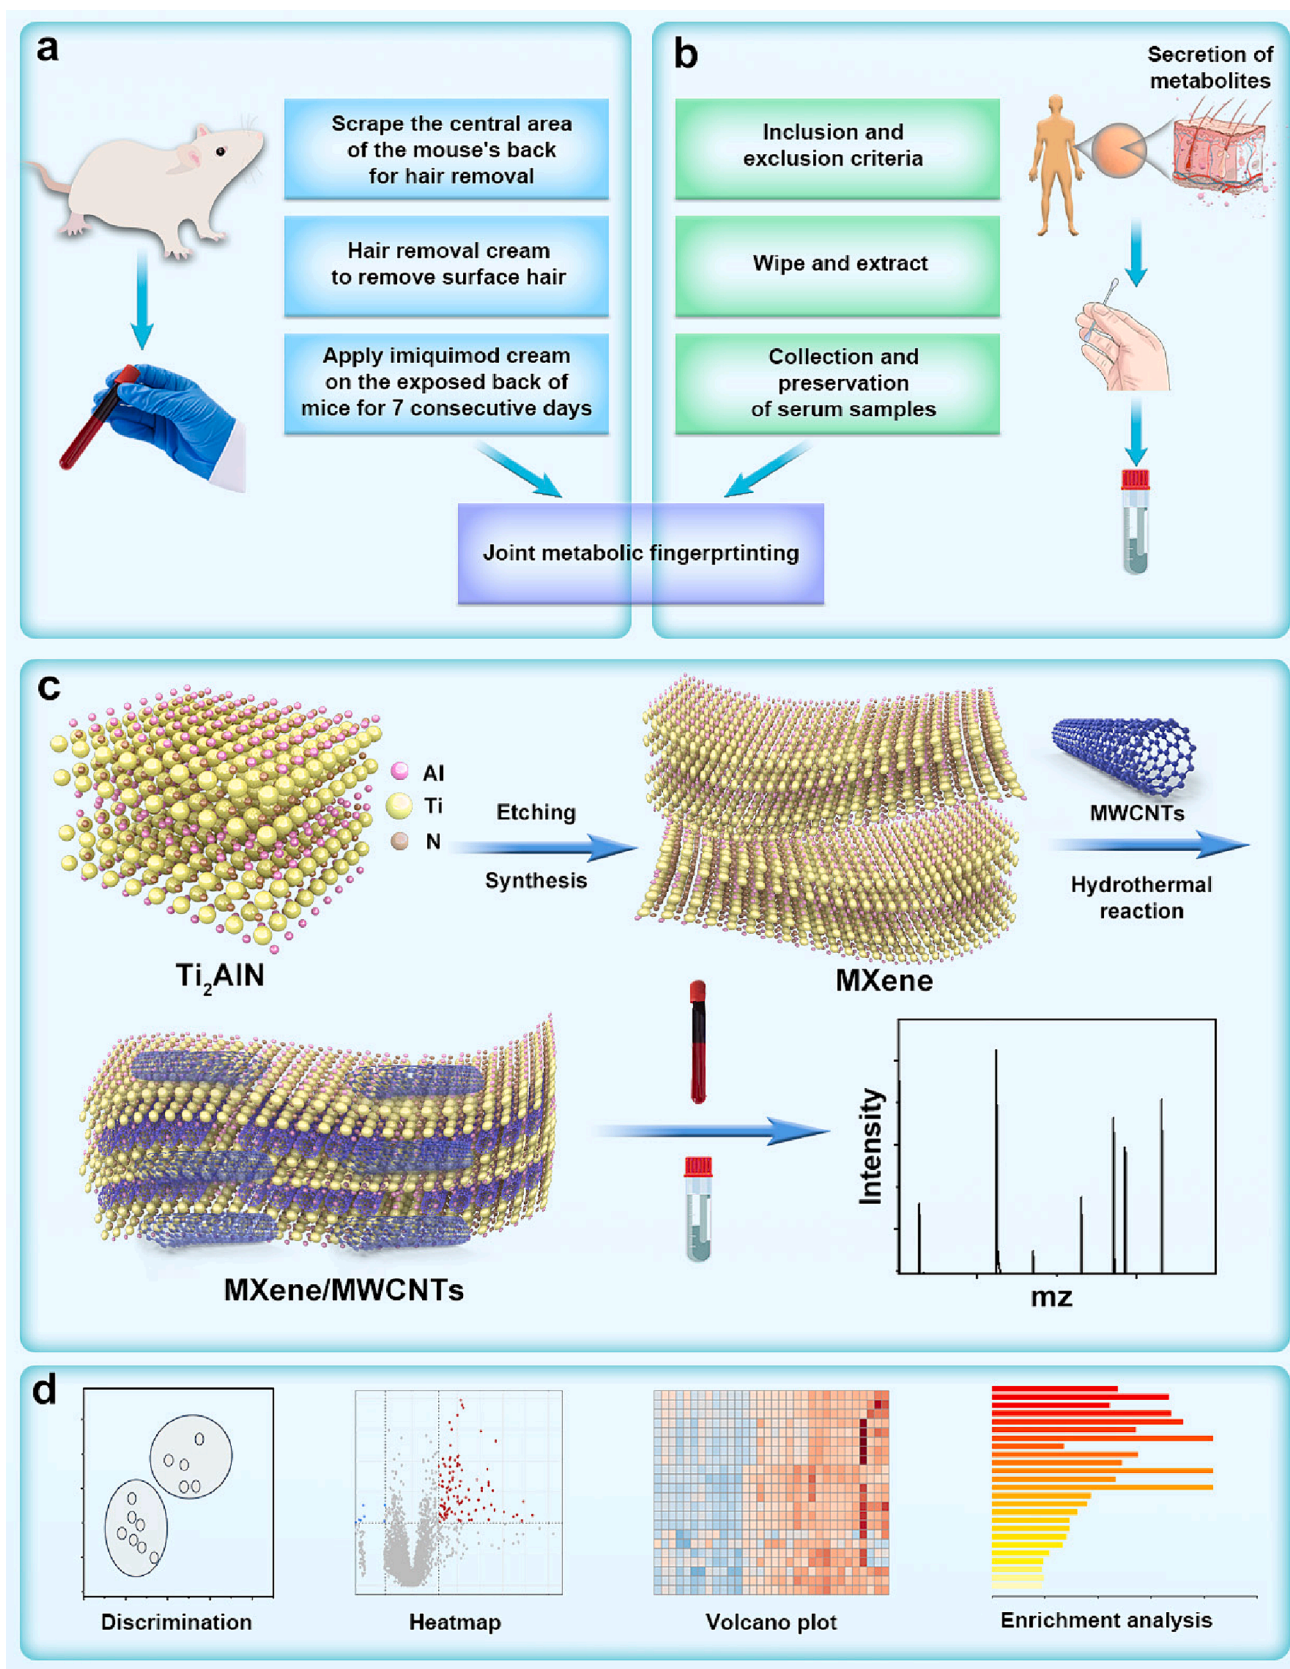 a
Scrape the central area
of the mouse's back
for hair removal
Hair removal cream
to remove surface hair
Apply imiquimod cream
on the exposed back of
mice for 7 consecutive days
b
Secretion of
metabolites
Inclusion and
exclusion criteria
Wipe and extract
Collection and
preservation
of serum samples
Joint metabolic fingerprtinting
c
Al
Ti
N
Etching
Synthesis
MWCNTs
Hydrothermal
reaction
Ti₂AlN
MXene
MXene/MWCNTs
Intensity
mz
d
Discrimination
Heatmap
Volcano plot
Enrichment analysis